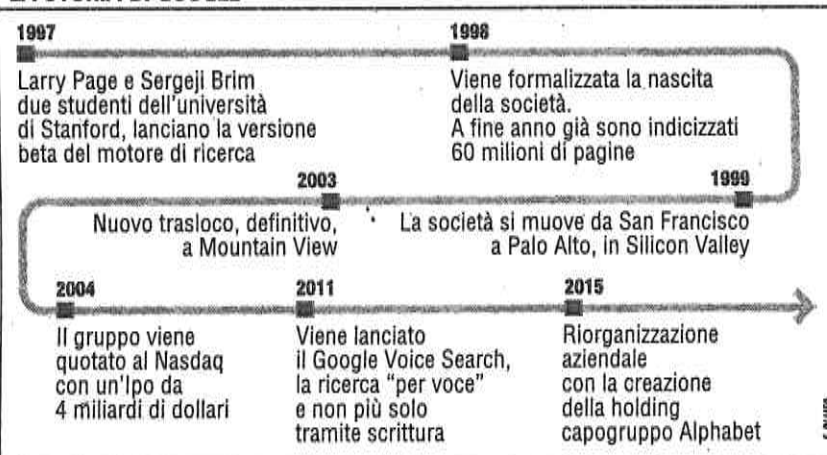 1997
Larry Page e Sergeji Brim
due studenti dell'università
di Stanford, lanciano la versione
beta del motore di ricerca
1998
Viene formalizzata la nascita
della società.
A fine anno già sono indicizzati
60 milioni di pagine
1999
La società si muove da San Francisco
a Palo Alto, in Silicon Valley
2003
Nuovo trasloco, definitivo,
a Mountain View
2004
Il gruppo viene
quotato al Nasdaq
con un'Ipo da
4 miliardi di dollari
2011
Viene lanciato
il Google Voice Search,
la ricerca "per voce"
e non più solo
tramite scrittura
2015
Riorganizzazione
aziendale
con la creazione
della holding
capogruppo Alphabet